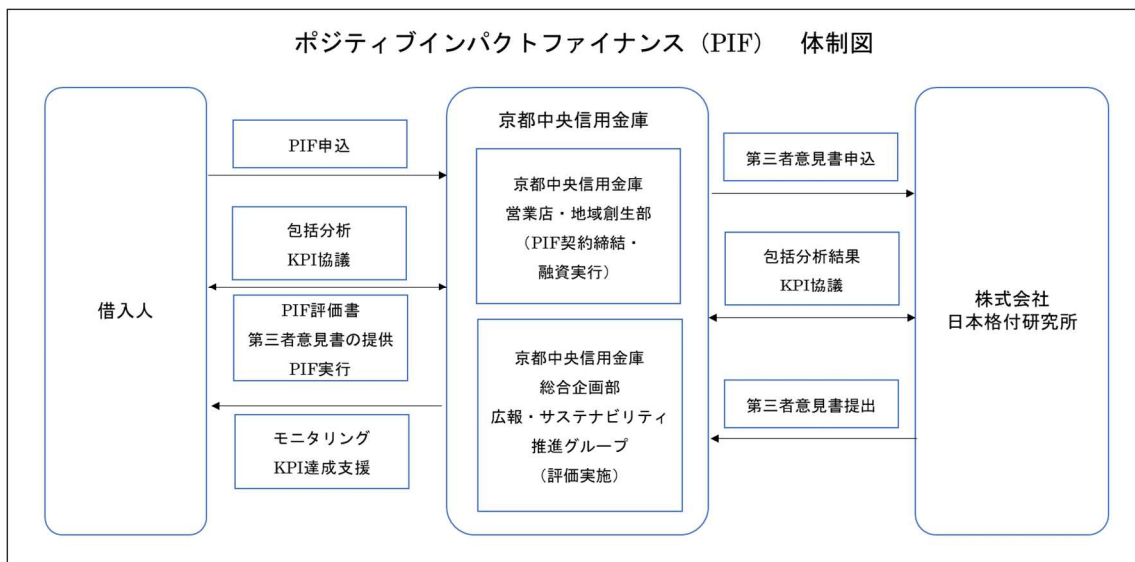 ポジティブインパクトファイナンス(PIF) 体制図
借入人
PIF申込
包括分析
KPI協議
PIF評価書
第三者意見書の提供
PIF実行
モニタリング
KPI達成支援
京都中央信用金庫
京都中央信用金庫
営業店・地域創生部
(PIF契約締結・
融資実行)
京都中央信用金庫
総合企画部
広報・サステナビリティ
推進グループ
(評価実施)
第三者意見書申込
包括分析結果
KPI協議
第三者意見書提出
株式会社
日本格付研究所